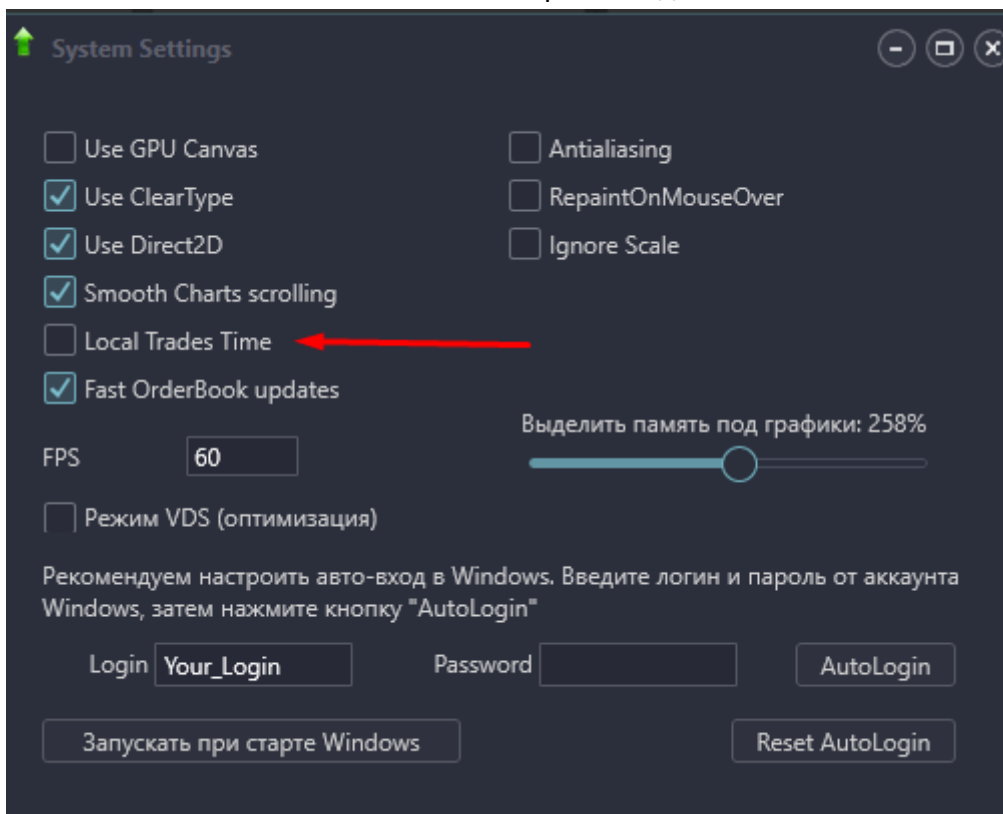 System Settings
Use GPU Canvas
Antialiasing
Use ClearType
RepaintOnMouseOver
Use Direct2D
Ignore Scale
Smooth Charts scrolling
Local Trades Time
Fast OrderBook updates
Выделить память под графики: 258%
FPS 60
Режим VDS (оптимизация)
Рекомендуем настроить авто-вход в Windows. Введите логин и пароль от аккаунта
Windows, затем нажмите кнопку "AutoLogin"
Login Your_Login Password AutoLogin
Запускать при старте Windows
Reset AutoLogin